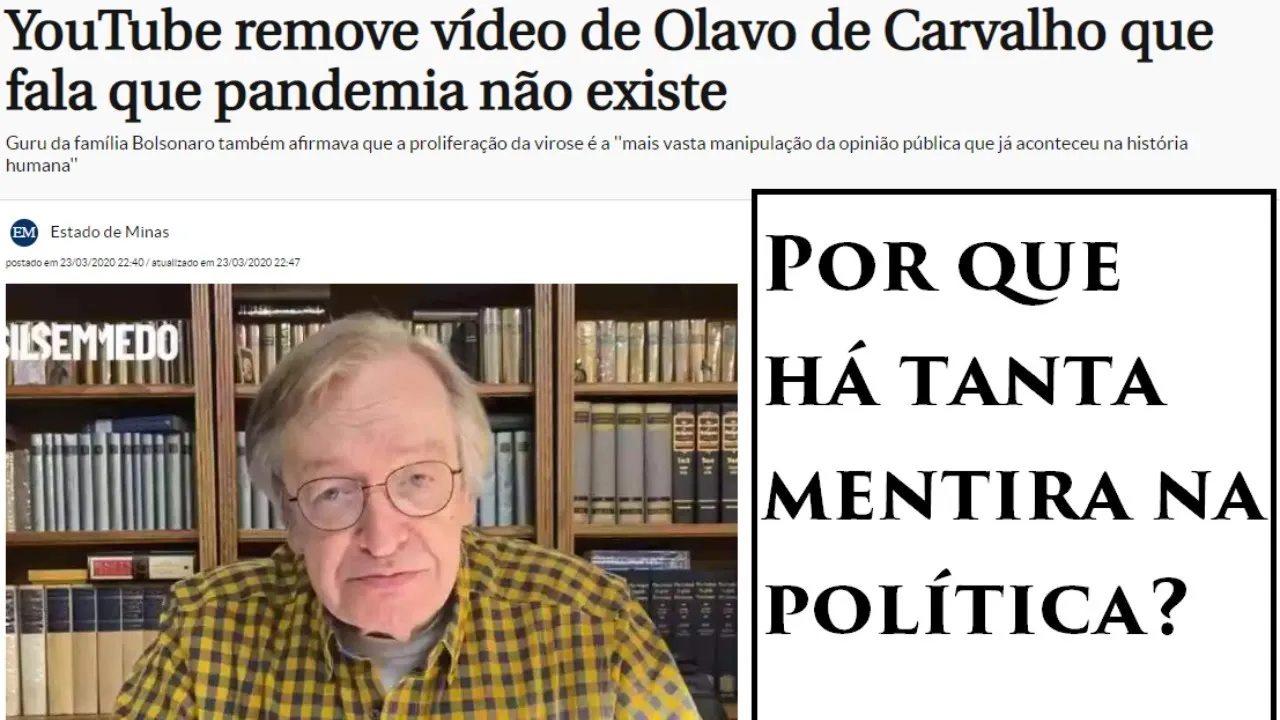 YouTube remove vídeo de Olavo de Carvalho que
fala que pandemia não existe
Guru da família Bolsonaro também afirmava que a proliferação da virose é a "mais vasta manipulação da opinião pública que já aconteceu na história
humana"
EM Estado de Minas
postado em 23/03/2020 22:40 / atualizado em 23/03/2020 22:47
SILSEMMEDO
POR QUE
HÁ TANTA
MENTIRA NA
POLÍTICA?